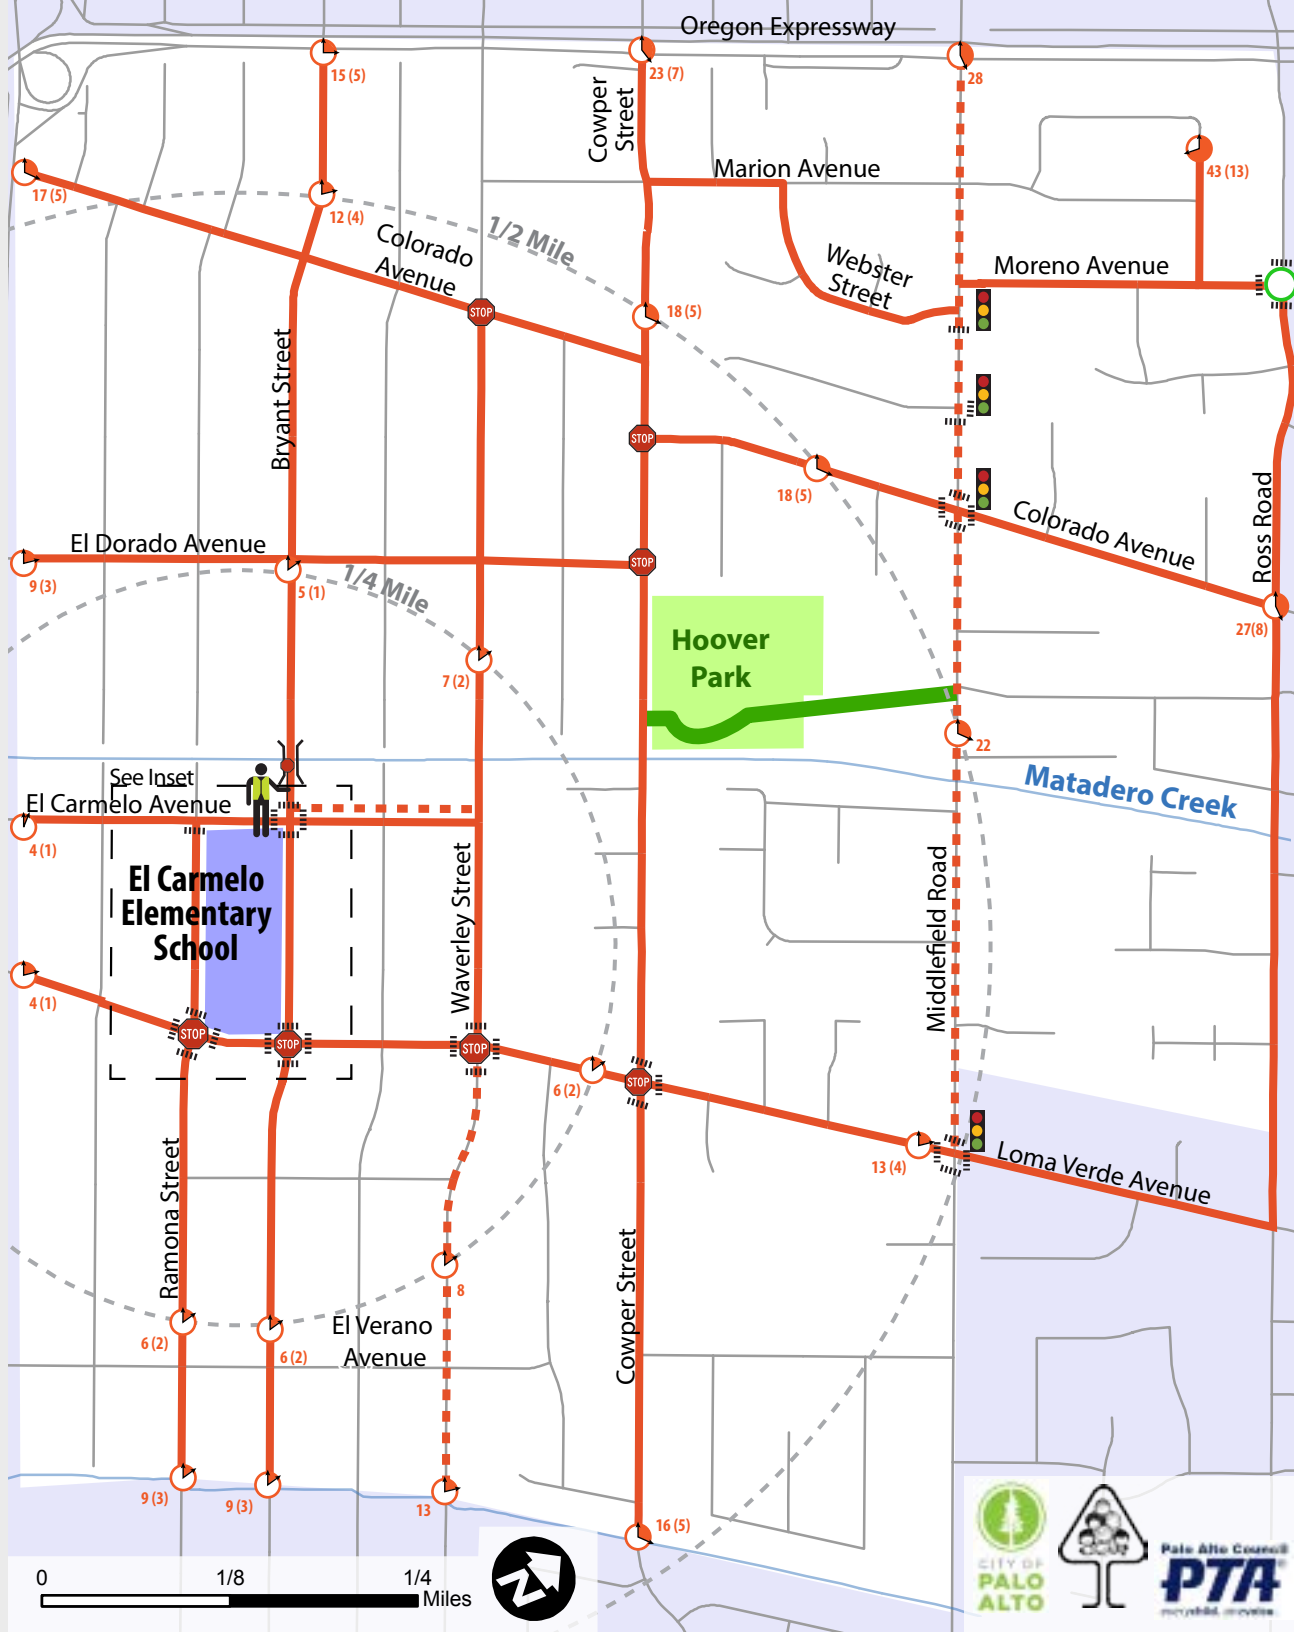 Oregon Expressway
15 (5)
23 (7)
28
Cowper
Street
Marion Avenue
43 (13)
17 (5)
12 (4)
Colorado
Avenue
1/2 Mile
Webster
Street
Moreno Avenue
STOP
18 (5)
Bryant Street
STOP
18 (5)
Colorado Avenue
Ross Road
El Dorado Avenue
STOP
9 (3)
5 (1)
1/4 Mile
27(8)
Hoover
Park
7 (2)
22
See Inset
El Carmelo Avenue
Matadero Creek
4 (1)
El Carmelo
Elementary
School
Waverley Street
Middlefield Road
4 (1)
STOP
STOP
STOP
STOP
6 (2)
13 (4)
Loma Verde Avenue
Ramona Street
Cowper Street
8
6 (2)
6 (2)
El Verano
Avenue
9 (3)
9 (3)
13
16 (5)
0
1/8
1/4
Miles
N
CITY OF
PALO
ALTO
Palo Alto Council
PTA